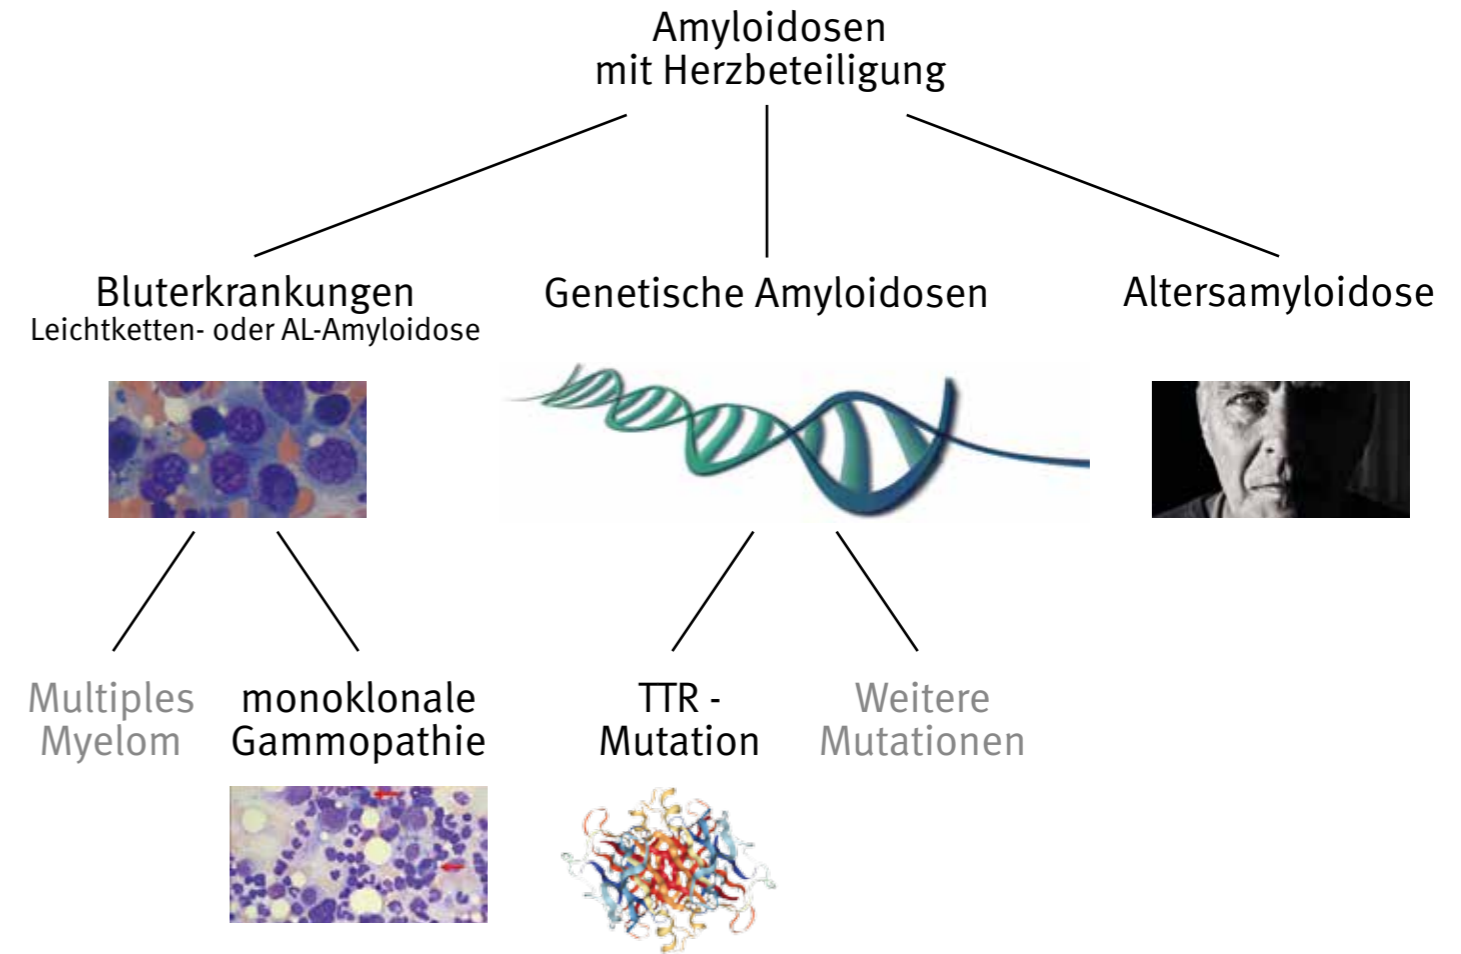 Amyloidosen
mit Herzbeteiligung
Bluterkrankungen
Leichtketten- oder AL-Amyloidose
Genetische Amyloidosen
Altersamyloidose
Multiples
Myelom
monoklonale
Gammopathie
TTR -
Mutation
Weitere
Mutationen